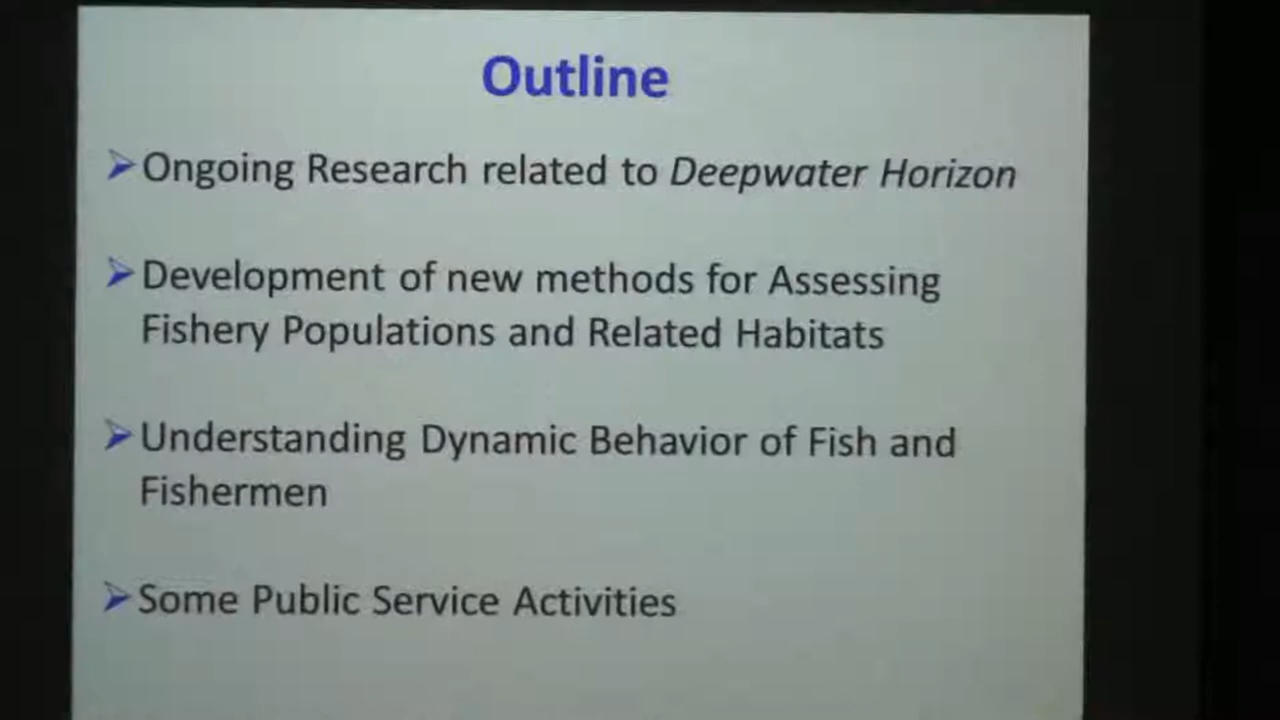 Outline
Ongoing Research related to Deepwater Horizon
Development of new methods for Assessing
Fishery Populations and Related Habitats
Understanding Dynamic Behavior of Fish and
Fishermen
Some Public Service Activities